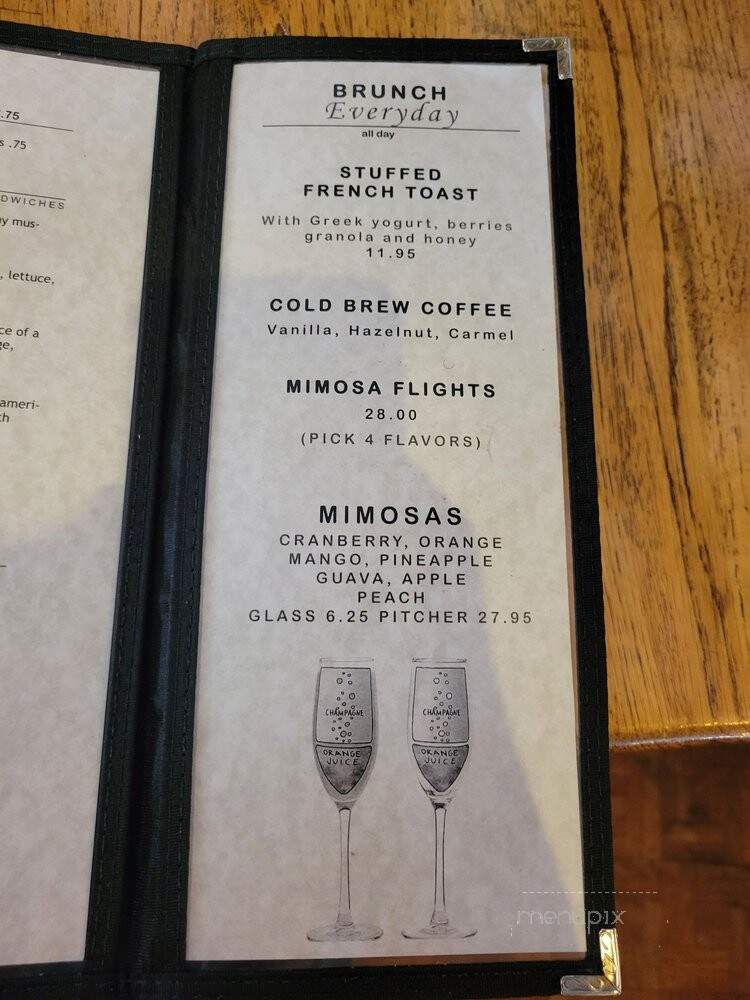 .75
s .75
DWICHES
y mus-
, lettuce,
ce of a
ge,
ameri-
th
BRUNCH
Everyday
all day
STUFFED
FRENCH TOAST
With Greek yogurt, berries
granola and honey
11.95
COLD BREW COFFEE
Vanilla, Hazelnut, Carmel
MIMOSA FLIGHTS
28.00
(PICK 4 FLAVORS)
MIMOSAS
CRANBERRY, ORANGE
MANGO, PINEAPPLE
GUAVA, APPLE
PEACH
GLASS 6.25 PITCHER 27.95
CHAMPAGNE
ORANGE
JUICE
CHAMPAGNE
ORANGE
JUICE
menupix